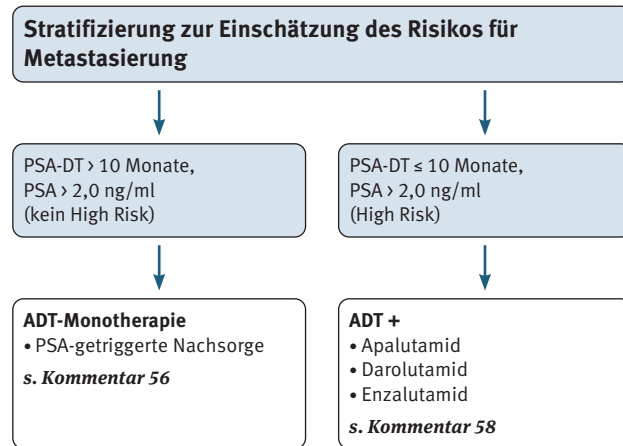 Stratifizierung zur Einschätzung des Risikos für
Metastasierung
PSA-DT > 10 Monate,
PSA > 2,0 ng/ml
(kein High Risk)
PSA-DT ≤ 10 Monate,
PSA > 2,0 ng/ml
(High Risk)
ADT-Monotherapie
• PSA-getriggerte Nachsorge
s. Kommentar 56
ADT +
• Apalutamid
• Darolutamid
• Enzalutamid
s. Kommentar 58